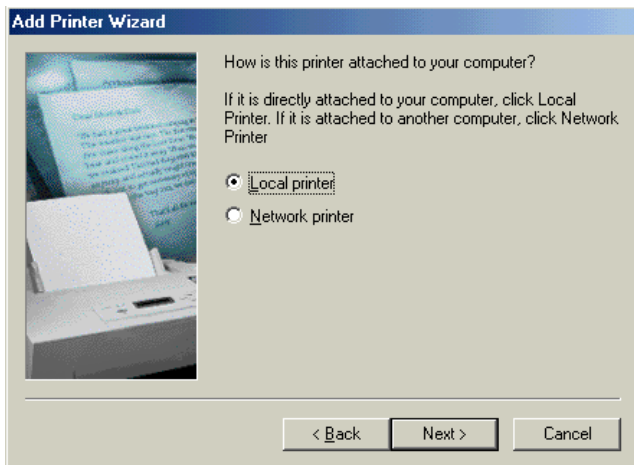 Add Printer Wizard
How is this printer attached to your computer?
If it is directly attached to your computer, click Local
Printer. If it is attached to another computer, click Network
Printer
Local printer
Network printer
< Back
Next >
Cancel